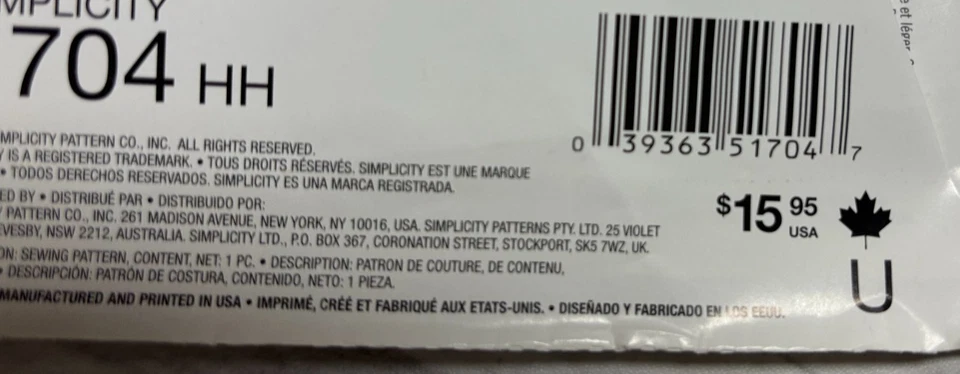 MPLICITY
704 HH
MPLICITY PATTERN CO., INC. ALL RIGHTS RESERVED.
Y IS A REGISTERED TRADEMARK. • TOUS DROITS RÉSERVÉS. SIMPLICITY EST UNE MARQUE
• TODOS DERECHOS RESERVADOS. SIMPLICITY ES UNA MARCA REGISTRADA.
ED BY • DISTRIBUÉ PAR • DISTRIBUIDO POR:
Y PATTERN CO., INC. 261 MADISON AVENUE, NEW YORK, NY 10016, USA. SIMPLICITY PATTERNS PTY. LTD. 25 VIOLET
EVESBY, NSW 2212, AUSTRALIA. SIMPLICITY LTD., P.O. BOX 367, CORONATION STREET, STOCKPORT, SK5 7WZ, UK.
ON: SEWING PATTERN, CONTENT, NET: 1 PC. • DESCRIPTION: PATRON DE COUTURE, DE CONTENU,
• DESCRIPCIÓN: PATRÓN DE COSTURA, CONTENIDO, NETO: 1 PIEZA.
MANUFACTURED AND PRINTED IN USA • IMPRIMÉ, CRÉÉ ET FABRIQUÉ AUX ETATS-UNIS. • DISEÑADO Y FABRICADO EN LOS EEUU.
0 39363 51704 7
$15 95
USA
U
e et léger